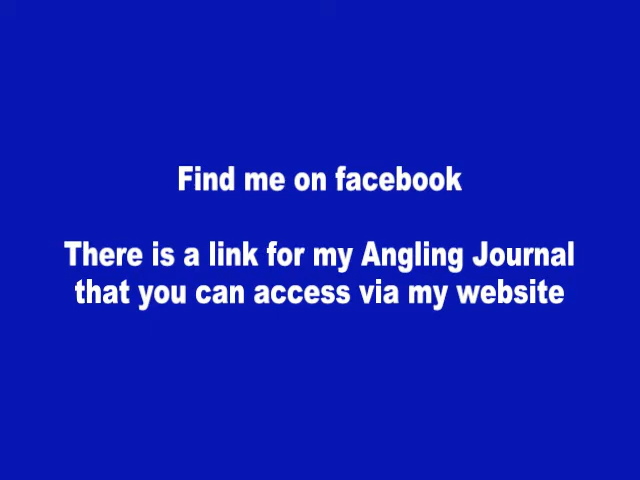 Find me on facebook
There is a link for my Angling Journal
that you can access via my website